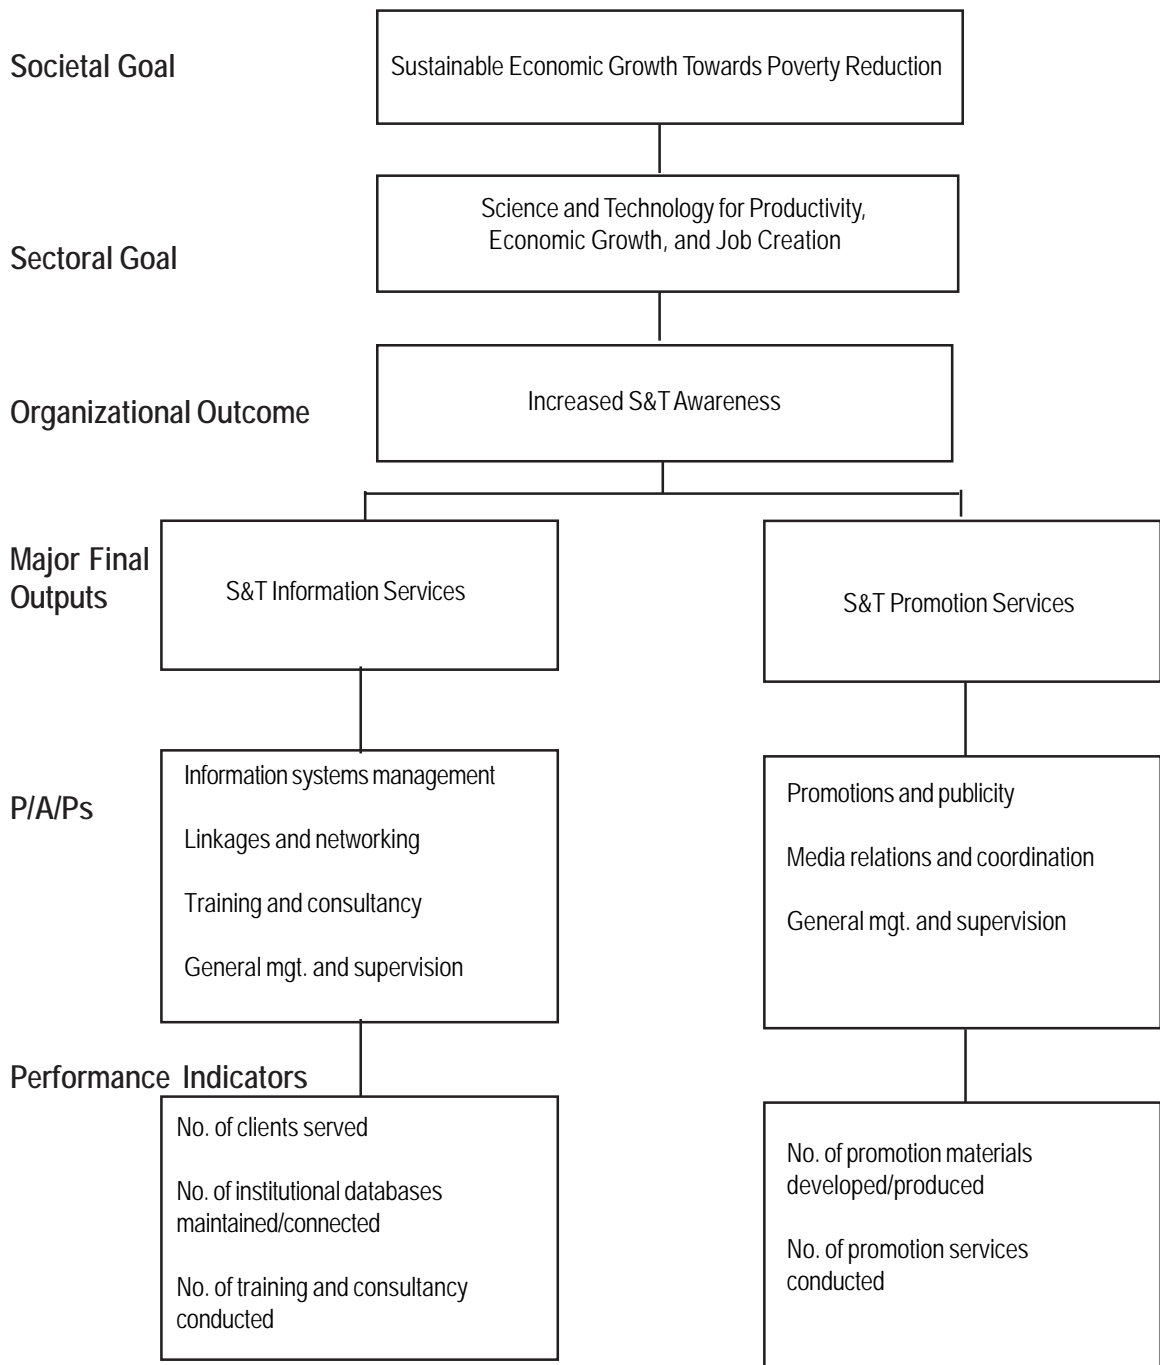 Societal Goal
Sustainable Economic Growth Towards Poverty Reduction
Sectoral Goal
Science and Technology for Productivity,
Economic Growth, and Job Creation
Organizational Outcome
Increased S&T Awareness
Major Final
Outputs
S&T Information Services
S&T Promotion Services
P/A/Ps
Information systems management
Linkages and networking
Training and consultancy
General mgt. and supervision
Promotions and publicity
Media relations and coordination
General mgt. and supervision
Performance Indicators
No. of clients served
No. of institutional databases
maintained/connected
No. of training and consultancy
conducted
No. of promotion materials
developed/produced
No. of promotion services
conducted